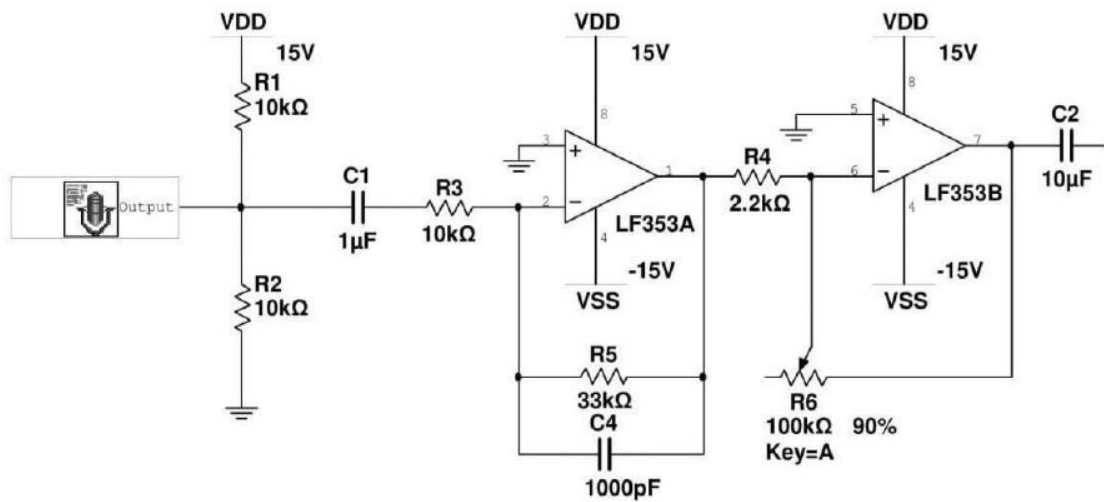 VDD
15V
R1
10kΩ
Output
R2
10kΩ
C1
1µF
R3
10kΩ
VDD
15V
8
3
+
2
−
1
4
LF353A
-15V
VSS
R5
33kΩ
C4
1000pF
R4
2.2kΩ
VDD
15V
8
5
+
6
−
7
4
LF353B
-15V
VSS
R6
100kΩ 90%
Key=A
C2
10µF